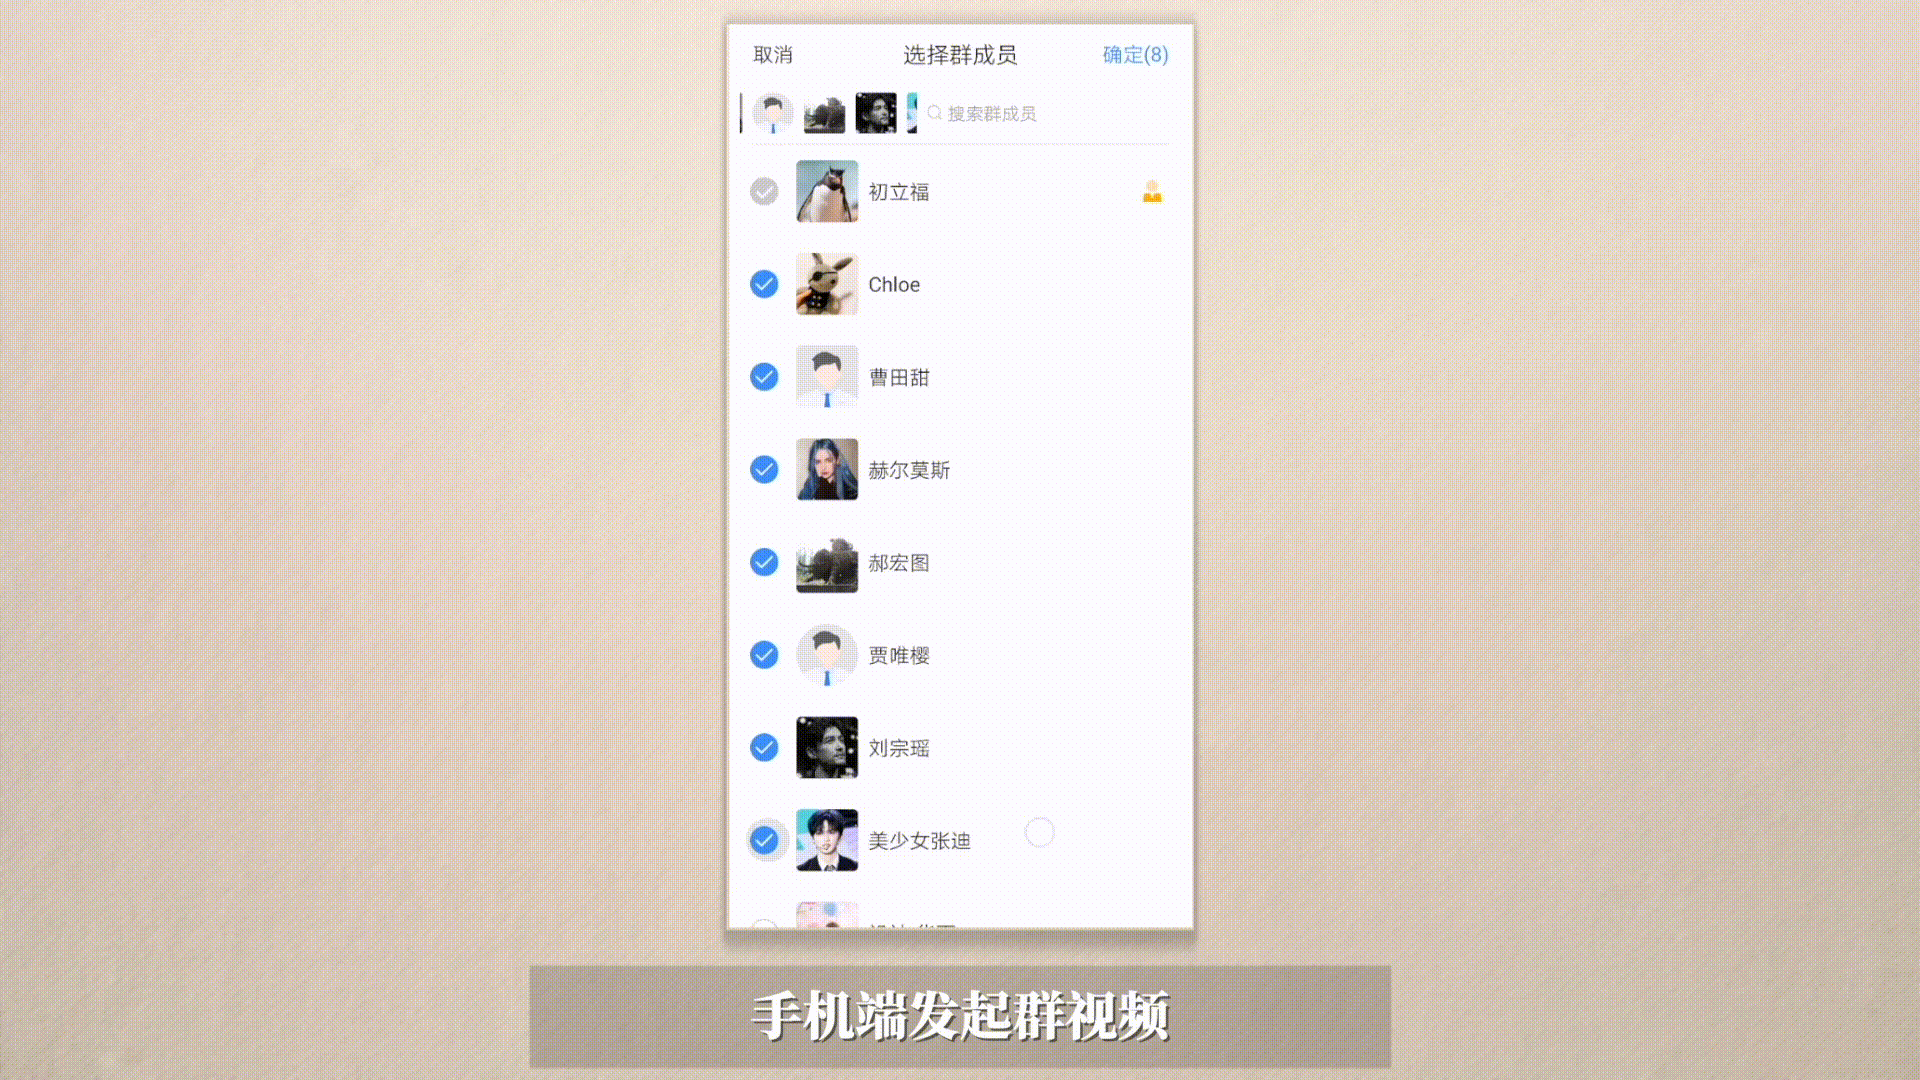 取消 选择群成员 确定(8)
搜索群成员
初立福
Chloe
曹田甜
赫尔莫斯
郝宏图
贾唯樱
刘宗瑶
美少女张迪
手机端发起群视频